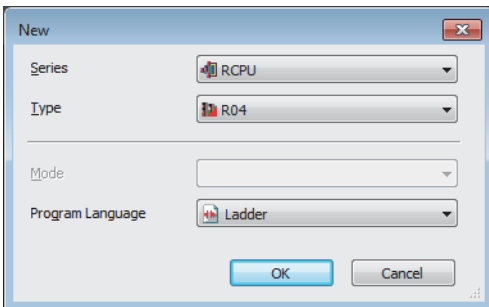 New
Series
RCPU
Type
R04
Mode
Program Language
Ladder
OK
Cancel